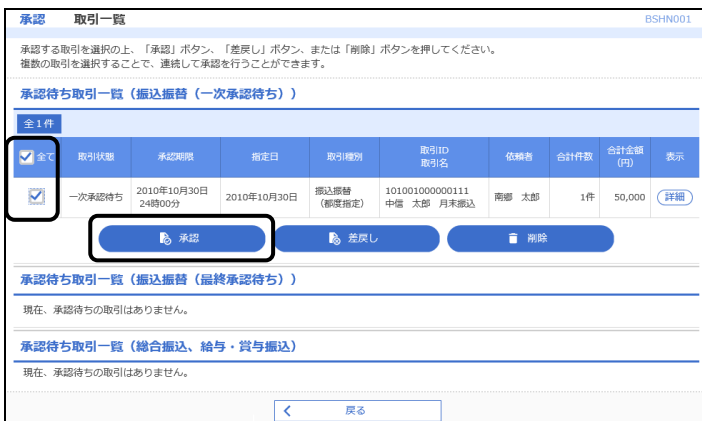 承認 取引一覧 BSHN001
承認する取引を選択の上、「承認」ボタン、「差戻し」ボタン、または「削除」ボタンを押してください。
複数の取引を選択することで、連続して承認を行うことができます。
承認待ち取引一覧（振込振替（一次承認待ち））
全1件
全て 取引状態 承認期限 指定日 取引種別 取引ID 依頼者 合計件数 合計金額 表示
取引名 (円)
一次承認待ち 2010年10月30日 2010年10月30日 振込振替 101001000000111 南郷 太郎 1件 50,000 詳細
24時00分 （都度指定） 中信 太郎 月末振込
承認 差戻し 削除
承認待ち取引一覧（振込振替（最終承認待ち））
現在、承認待ちの取引はありません。
承認待ち取引一覧（総合振込、給与・賞与振込）
現在、承認待ちの取引はありません。
戻る